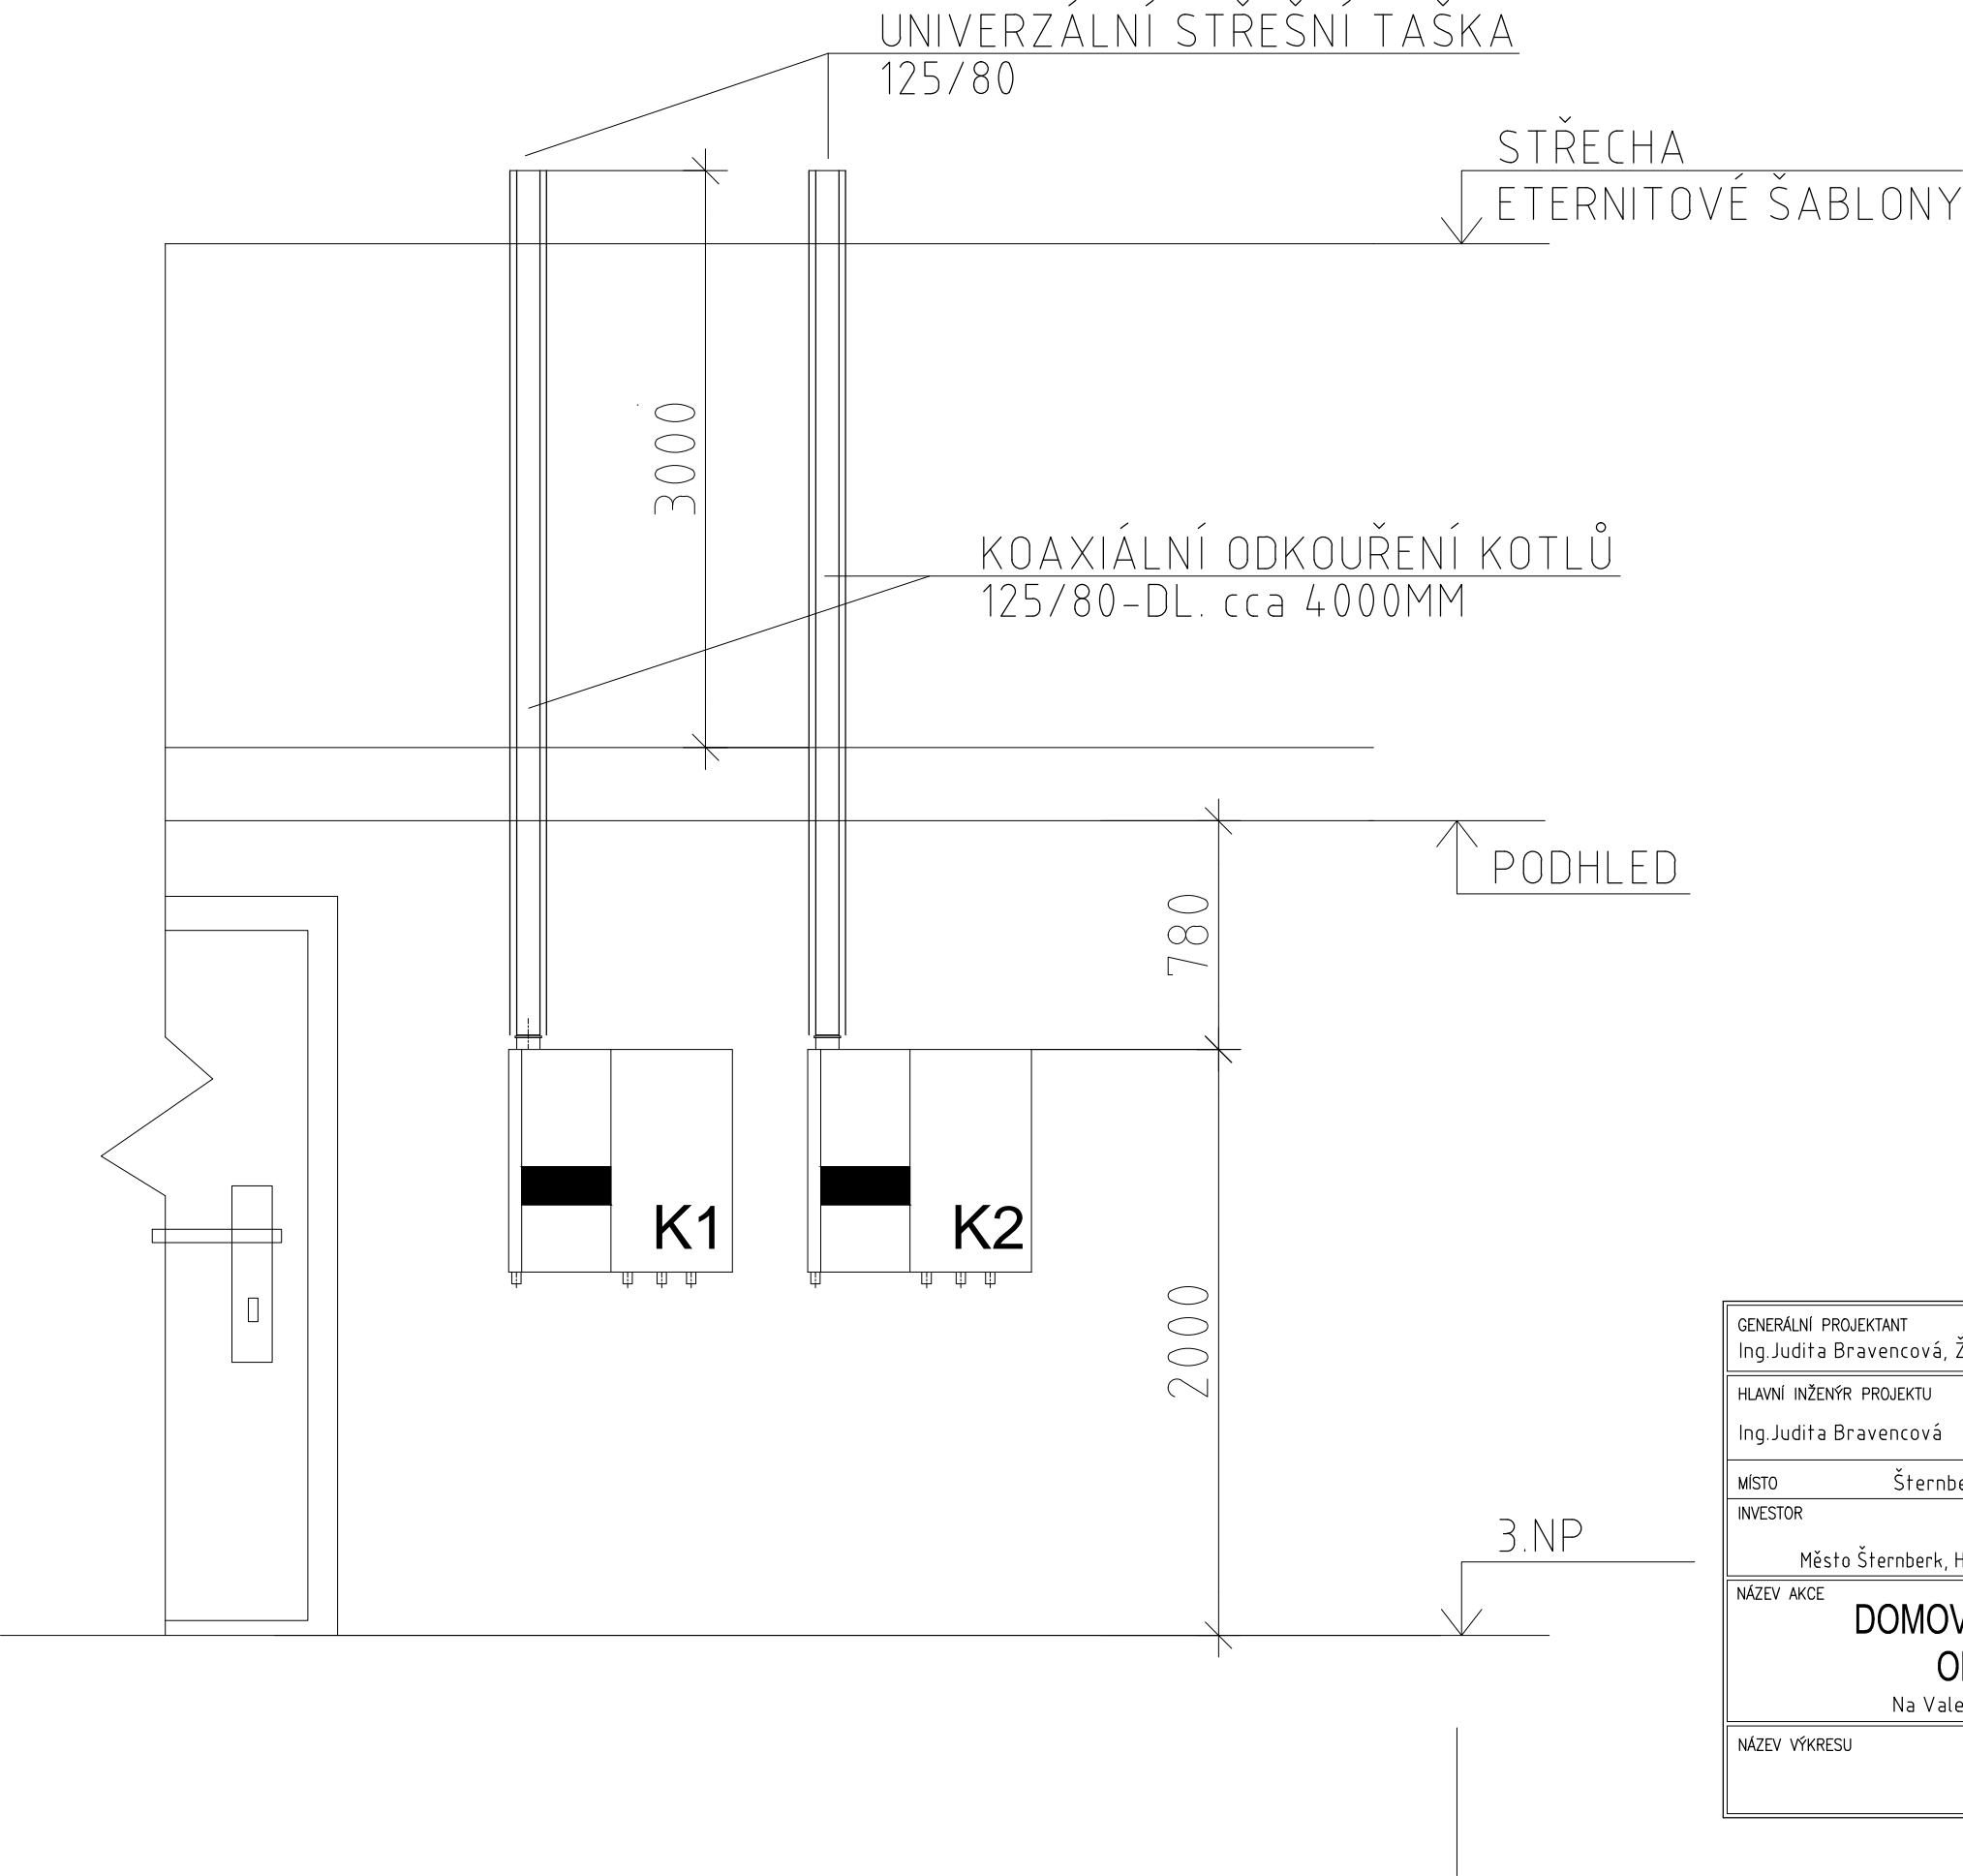 UNIVERZÁLNÍ STŘEŠNÍ TAŠKA
125/80
STŘECHA
ETERNITOVÉ ŠABLONY
3000
KOAXIÁLNÍ ODKOUŘENÍ KOTLŮ
125/80-DL. cca 4000MM
PODHLED
780
K1
K2
2000
3.NP
GENERÁLNÍ PROJEKTANT
Ing.Judita Bravencová,
HLAVNÍ INŽENÝR PROJEKTU
Ing.Judita Bravencová
MÍSTO
INVESTOR
Město Šternberk,
NÁZEV AKCE
Na
NÁZEV VÝKRESU